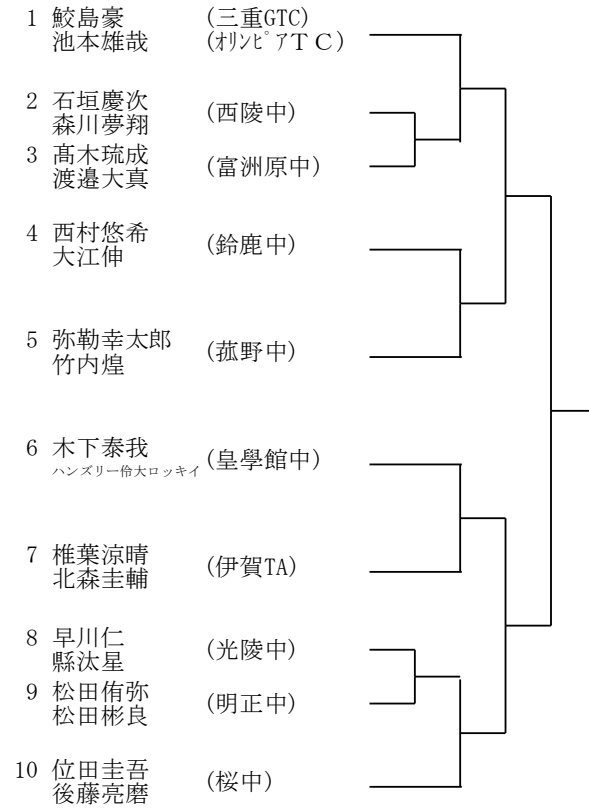 1 鮫島豪 (三重GTC)
池本雄哉 (ｵﾘﾝﾋﾟｱＴＣ)
2 石垣慶次 (西陵中)
森川夢翔
3 髙木琉成 (富洲原中)
渡邉大真
4 西村悠希 (鈴鹿中)
大江伸
5 弥勒幸太郎 (菰野中)
竹内煌
6 木下泰我 (皇學館中)
ハンズリー伶大ロッキイ
7 椎葉涼晴 (伊賀TA)
北森圭輔
8 早川仁 (光陵中)
縣汰星
9 松田侑弥 (明正中)
松田彬良
10 位田圭吾 (桜中)
後藤亮磨